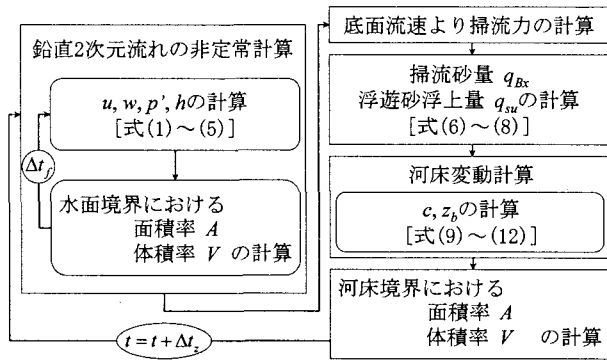 鉛直2次元流れの非定常計算
u, w, p', hの計算
[式(1)～(5)]
Δt_f
水面境界における
面積率 A
体積率 V の計算
底面流速より掃流力の計算
掃流砂量 q_{Bx}
浮遊砂浮上量 q_{su}の計算
[式(6)～(8)]
河床変動計算
c, z_bの計算
[式(9)～(12)]
河床境界における
面積率 A
体積率 V の計算
t = t + Δt_z